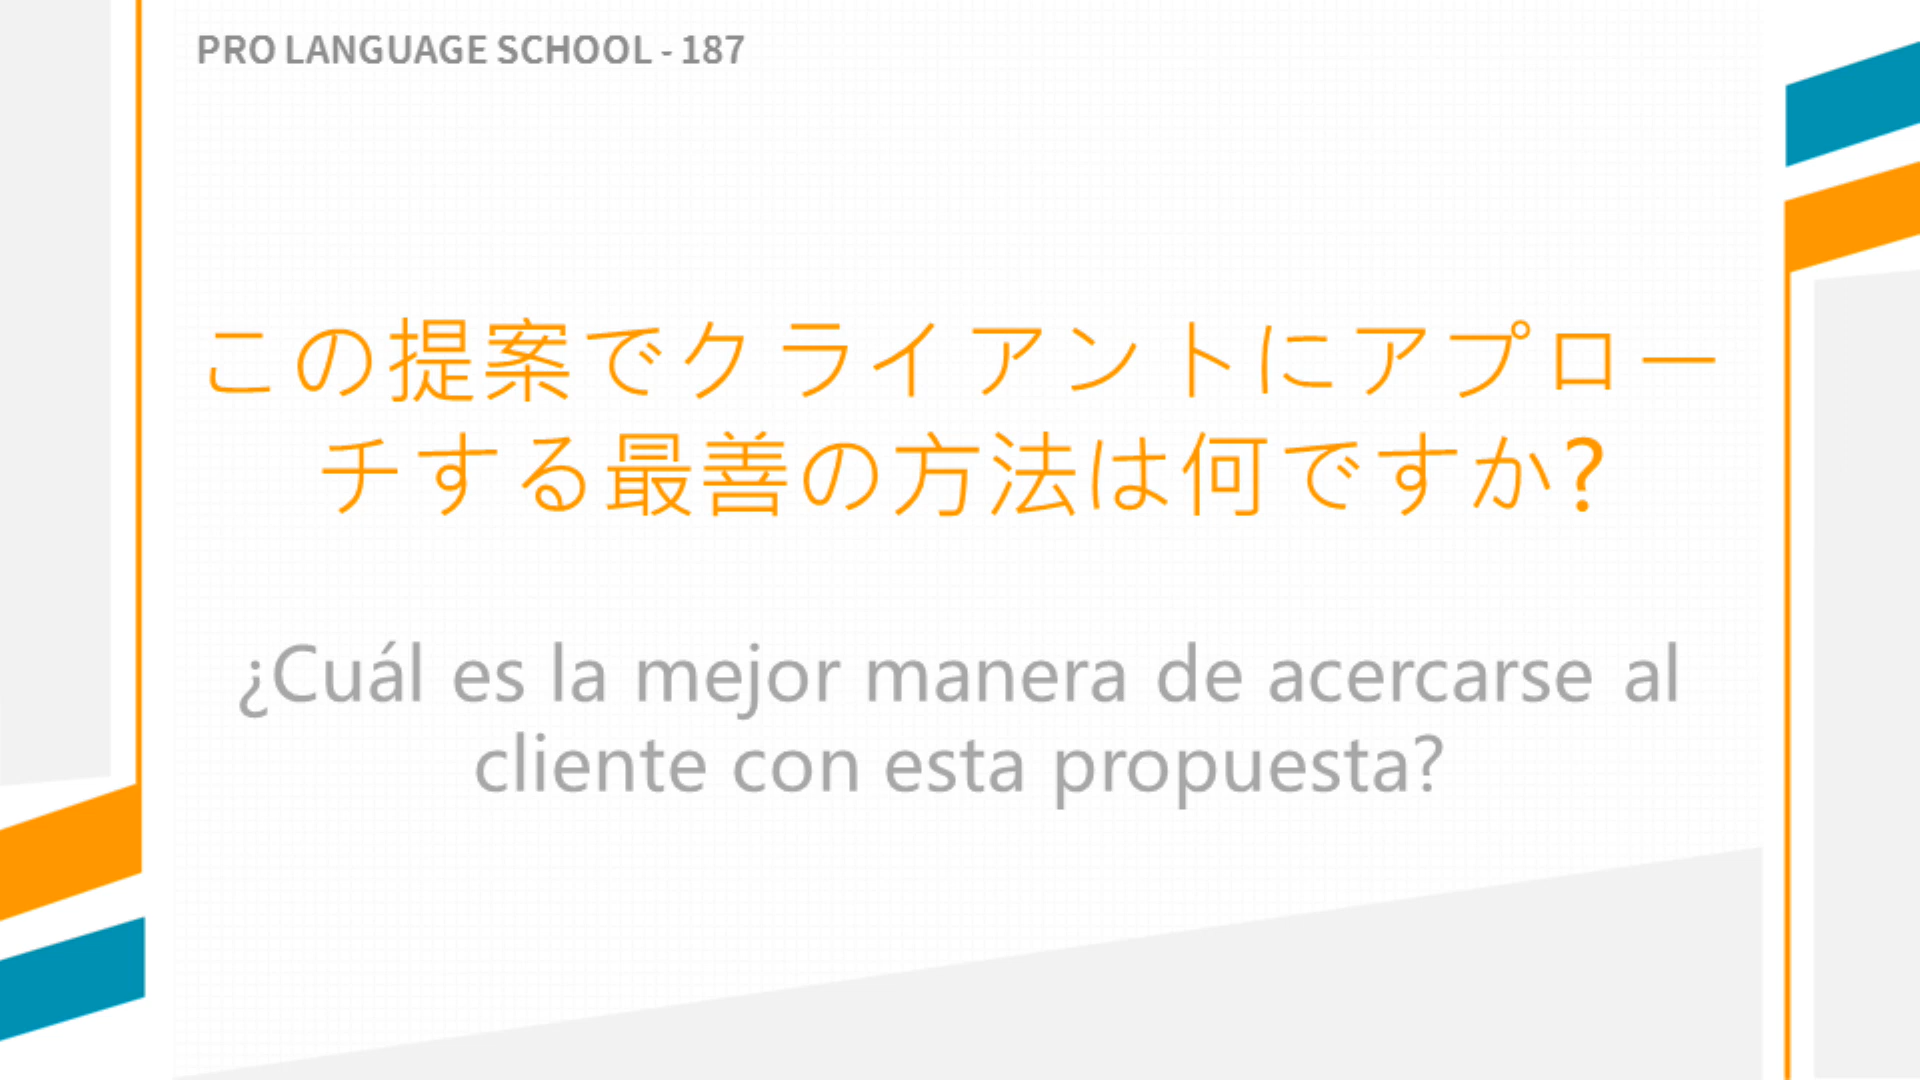 PRO LANGUAGE SCHOOL - 187
この提案でクライアントにアプロー
チする最善の方法は何ですか?
¿Cuál es la mejor manera de acercarse al
cliente con esta propuesta?